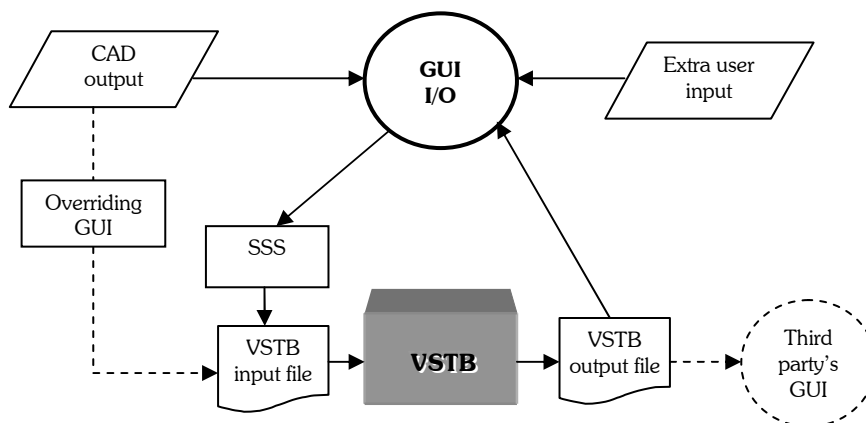 CAD
output
GUI
I/O
Extra user
input
Overriding
GUI
SSS
VSTB
input file
VSTB
VSTB
output file
Third
party's
GUI